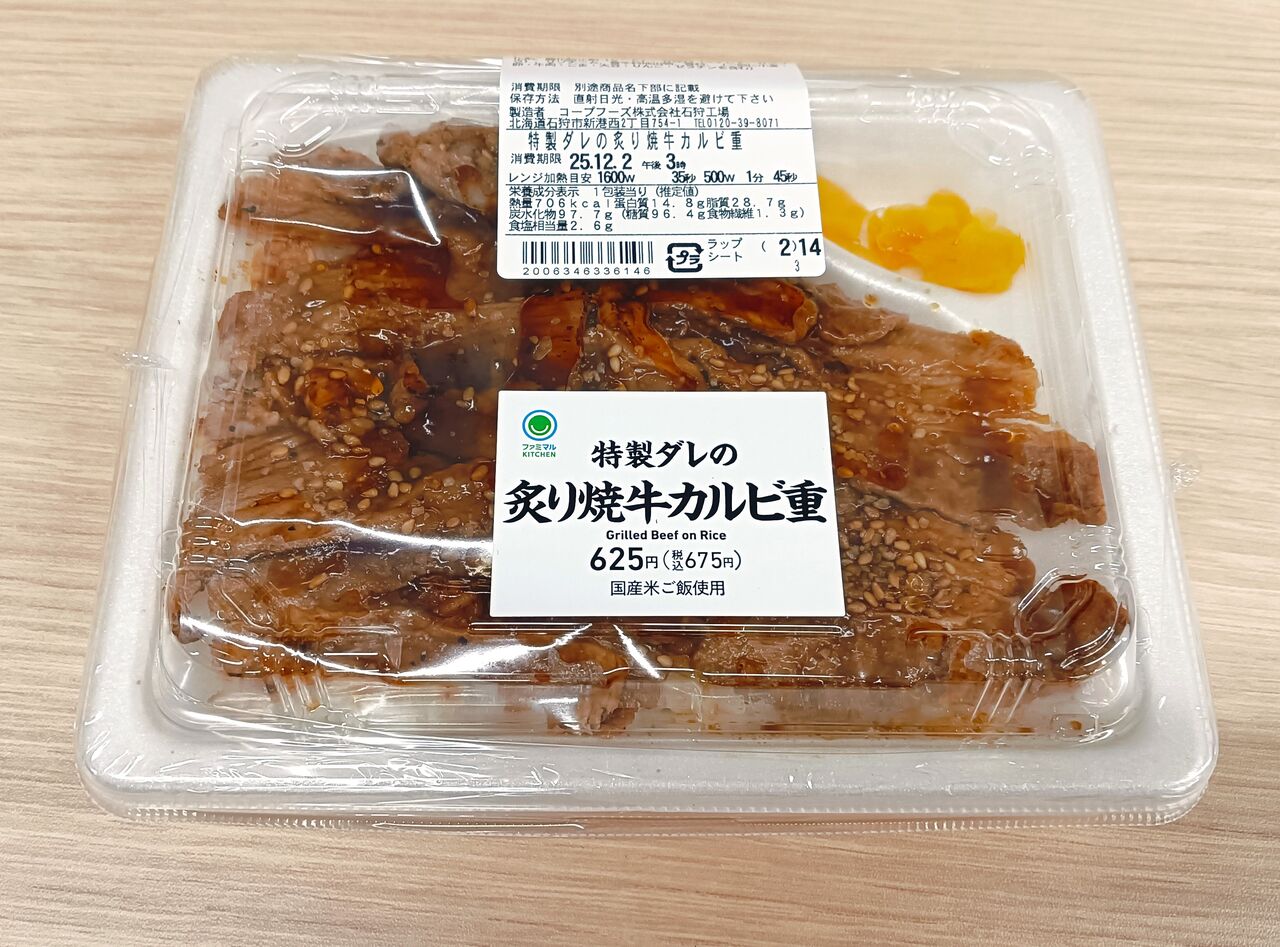 消費期限 別途商品名下部に記載
保存方法 直射日光・高温多湿を避けて下さい
製造者 コープフーズ株式会社石狩工場
北海道石狩市新港西2丁目754-1 TEL0120-39-8071
特製ダレの炙り焼牛カルビ重
消費期限 25.12.2 午後 3時
レンジ加熱目安 1600W 35秒 500W 1分 45秒
栄養成分表示 1包装当り(推定値)
熱量706kcal蛋白質14.8g脂質28.7g
炭水化物97.7g(糖質96.4g食物繊維1.3g)
食塩相当量2.6g
プラ ラップ シート ( 2)14
2006346336146 3
ファミマル
KITCHEN
特製ダレの
炙り焼牛カルビ重
Grilled Beef on Rice
625円(税込675円)
国産米ご飯使用